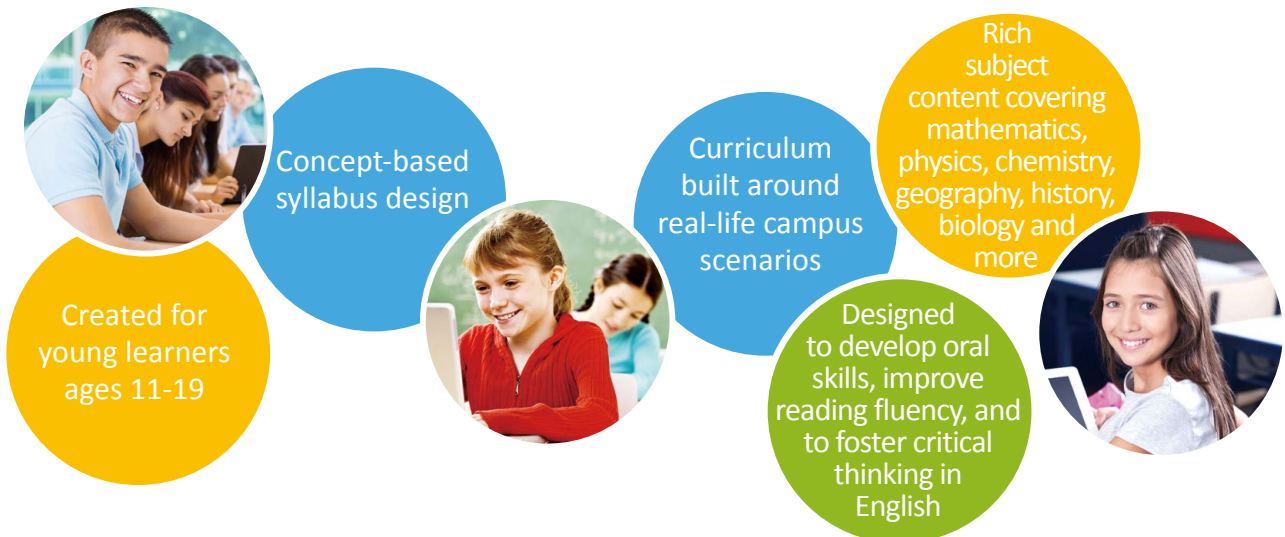 Created for
young learners
ages 11-19
Concept-based
syllabus design
Curriculum
built around
real-life campus
scenarios
Rich
subject
content covering
mathematics,
physics, chemistry,
geography, history,
biology and
more
Designed
to develop oral
skills, improve
reading fluency, and
to foster critical
thinking in
English